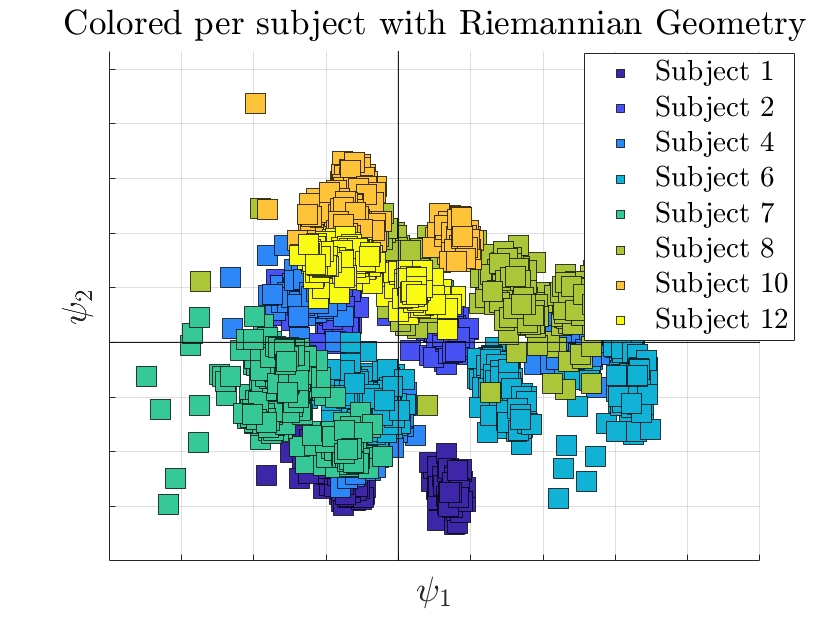 Colored per subject with Riemannian Geometry
Subject 1
Subject 2
Subject 4
Subject 6
Subject 7
Subject 8
Subject 10
Subject 12
ψ₂
ψ₁